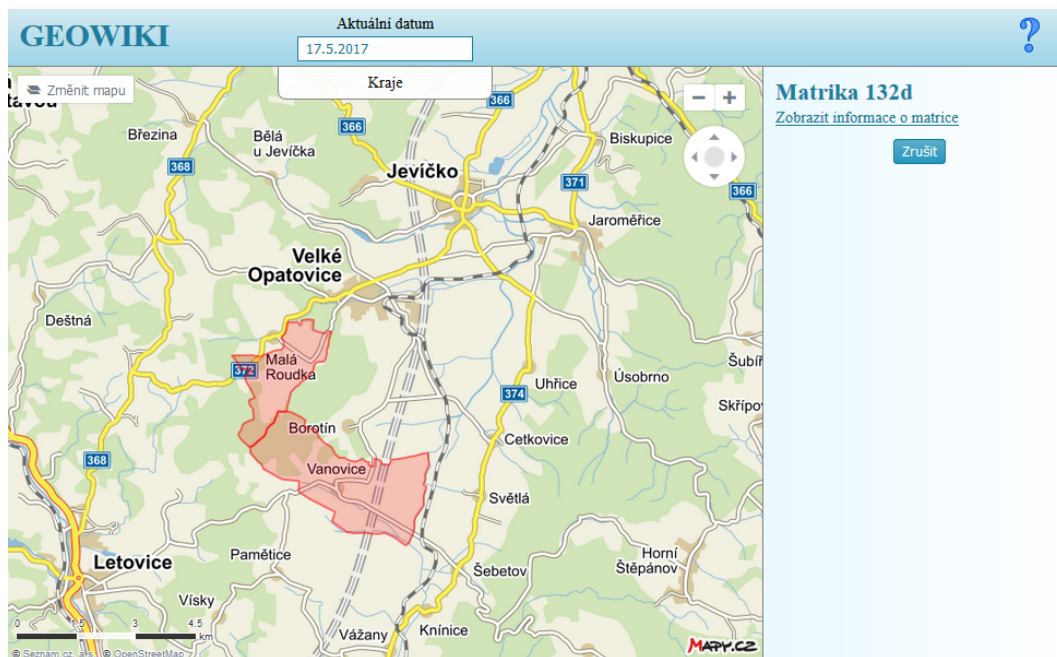 GEOWIKI
Aktuální datum
17.5.2017
?
Kraje
Změnit mapu
Matrika 132d
Zobrazit informace o matrice
Zrušit
366
Březina
Bělá
u Jevíčka
366
Biskupice
368
Jevíčko
371
366
Jaroměřice
Velké
Opatovice
Deštná
Malá
Roudka
372
Uhřice
Úsobrno
374
Borotín
Cetkovice
368
Vanovice
Světlá
Pamětice
Letovice
Šebetov
Horní
Štěpánov
Vísky
Vážany
Knínice
0 1.5 3 4.5
km
© Seznam.cz, a.s., © OpenStreetMap
Mapy.cz